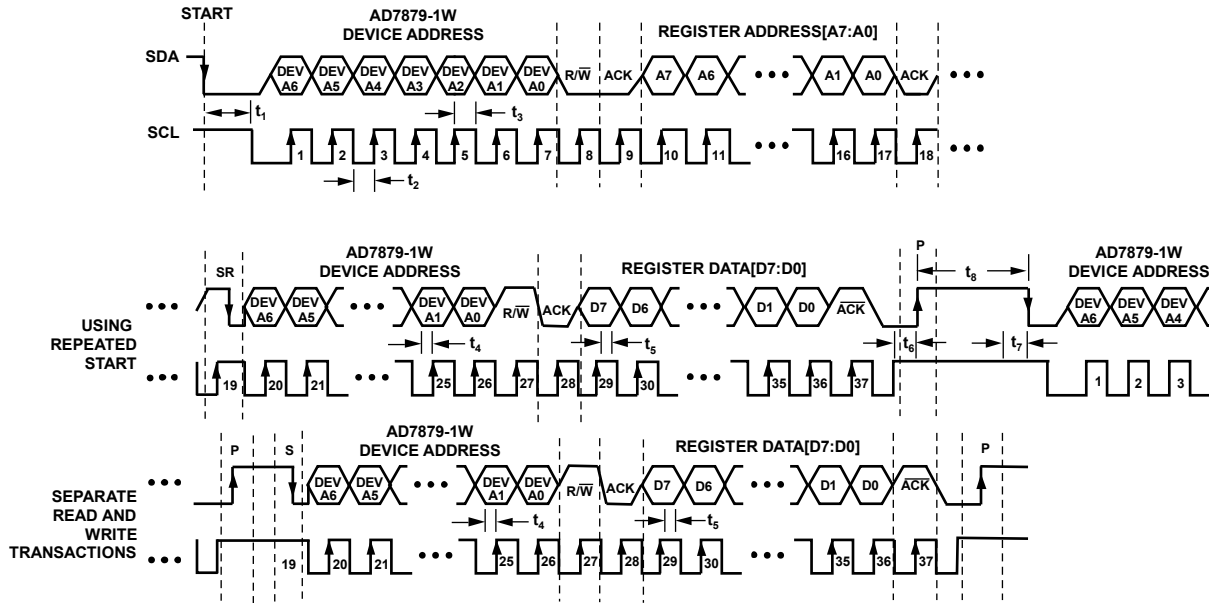 START
AD7879-1W
DEVICE ADDRESS
REGISTER ADDRESS[A7:A0]
SDA
DEV A6 DEV A5 DEV A4 DEV A3 DEV A2 DEV A1 DEV A0 R/W̅ ACK A7 A6 ••• A1 A0 ACK •••
t1 t3
SCL
1 2 3 4 5 6 7 8 9 10 11 ••• 16 17 18 •••
t2
SR
AD7879-1W
DEVICE ADDRESS
REGISTER DATA[D7:D0]
P
t8
AD7879-1W
DEVICE ADDRESS
••• DEV A6 DEV A5 ••• DEV A1 DEV A0 R/W̅ ACK D7 D6 ••• D1 D0 A̅C̅K̅ DEV A6 DEV A5 DEV A4
USING
REPEATED
START
t4 t5 t6 t7
••• 19 20 21 ••• 25 26 27 28 29 30 ••• 35 36 37 1 2 3
P S
AD7879-1W
DEVICE ADDRESS
REGISTER DATA[D7:D0]
P
••• DEV A6 DEV A5 ••• DEV A1 DEV A0 R/W̅ ACK D7 D6 ••• D1 D0 A̅C̅K̅
SEPARATE
READ AND
WRITE
TRANSACTIONS
t4 t5
••• 19 20 21 ••• 25 26 27 28 29 30 ••• 35 36 37